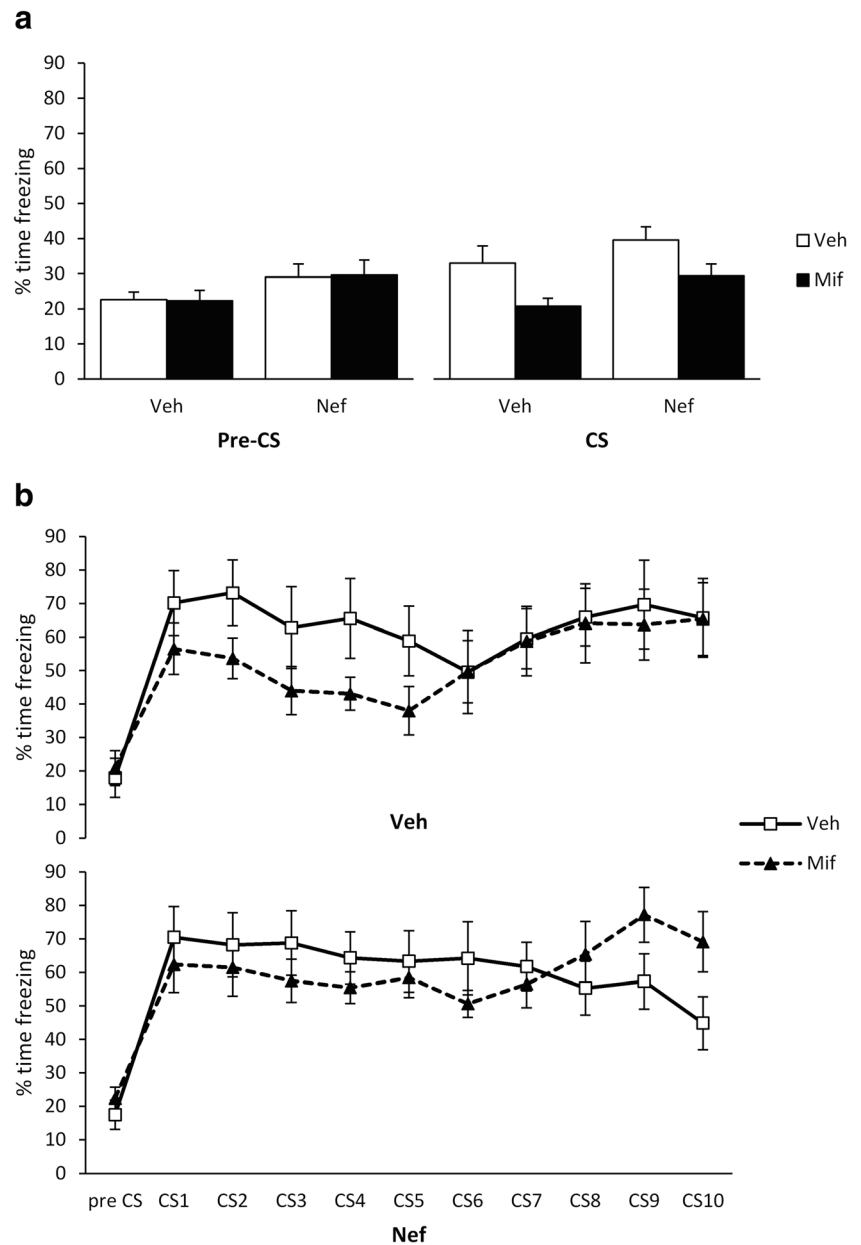 a
90
80
70
60
50
40
30
20
10
0
% time freezing
Veh Nef Veh Nef
Pre-CS CS
Veh
Mif
b
90
80
70
60
50
40
30
20
10
0
% time freezing
Veh
Veh
Mif
90
80
70
60
50
40
30
20
10
0
% time freezing
pre CS CS1 CS2 CS3 CS4 CS5 CS6 CS7 CS8 CS9 CS10
Nef